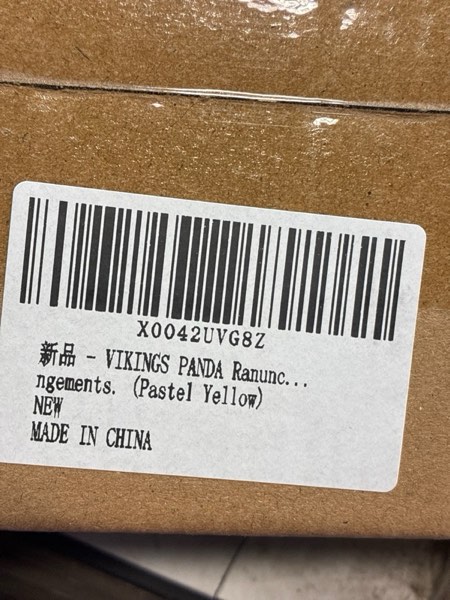 X0042UVG8Z
新品 - VIKINGS PANDA Ranunc...
ngements. (Pastel Yellow)
NEW
MADE IN CHINA